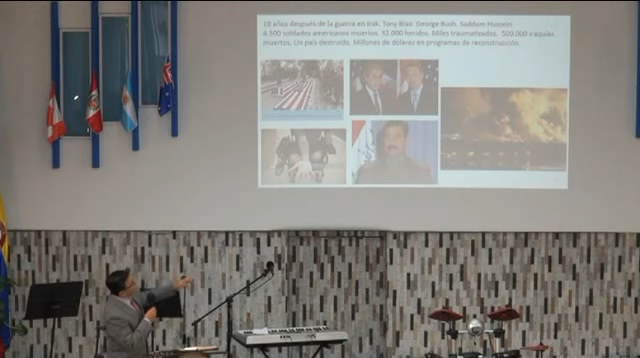 10 años después de la guerra en Irak. Tony Blair. George Bush. Saddam Hussein.
4.500 soldados americanos muertos. 32.000 heridos. Miles traumatizados. 500.000 iraquíes
muertos. Un país destruido. Millones de dólares en programas de reconstrucción.